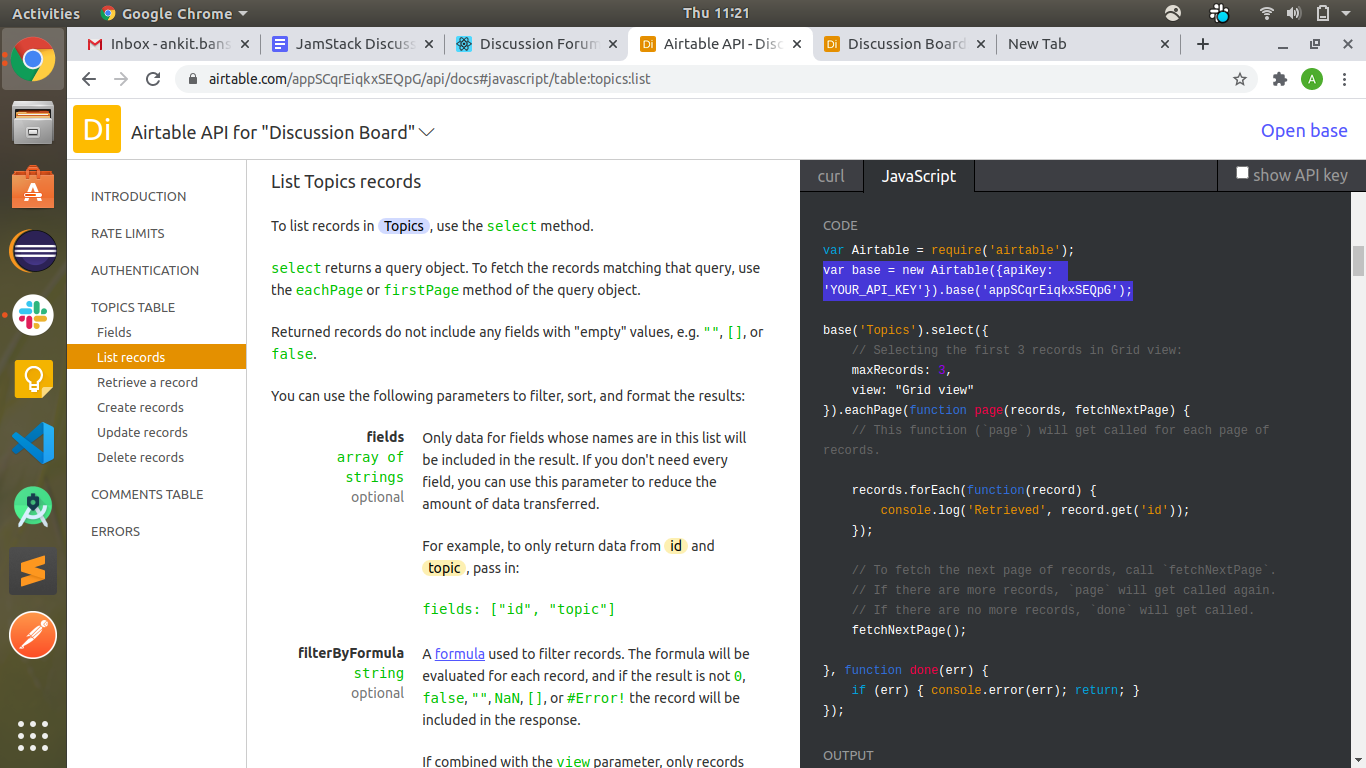 Activities Google Chrome Thu 11:21
Inbox - ankit.bans JamStack Discuss Discussion Forum Airtable API - Disc Discussion Board New Tab
airtable.com/appSCqrEiqkxSEQpG/api/docs#javascript/table:topics:list A
Di Airtable API for "Discussion Board" Open base
INTRODUCTION
RATE LIMITS
AUTHENTICATION
TOPICS TABLE
Fields
List records
Retrieve a record
Create records
Update records
Delete records
COMMENTS TABLE
ERRORS
List Topics records
To list records in Topics , use the select method.
select returns a query object. To fetch the records matching that query, use
the eachPage or firstPage method of the query object.
Returned records do not include any fields with "empty" values, e.g. "", [], or
false.
You can use the following parameters to filter, sort, and format the results:
fields
array of
strings
optional
Only data for fields whose names are in this list will
be included in the result. If you don't need every
field, you can use this parameter to reduce the
amount of data transferred.
For example, to only return data from id and
topic , pass in:
fields: ["id", "topic"]
filterByFormula
string
optional
A formula used to filter records. The formula will be
evaluated for each record, and if the result is not 0,
false, "", NaN, [], or #Error! the record will be
included in the response.
If combined with the view parameter, only records
curl JavaScript show API key
CODE
var Airtable = require('airtable');
var base = new Airtable({apiKey:
'YOUR_API_KEY'}).base('appSCqrEiqkxSEQpG');
base('Topics').select({
// Selecting the first 3 records in Grid view:
maxRecords: 3,
view: "Grid view"
}).eachPage(function page(records, fetchNextPage) {
// This function (`page`) will get called for each page of
records.
records.forEach(function(record) {
console.log('Retrieved', record.get('id'));
});
// To fetch the next page of records, call `fetchNextPage`.
// If there are more records, `page` will get called again.
// If there are no more records, `done` will get called.
fetchNextPage();
}, function done(err) {
if (err) { console.error(err); return; }
});
OUTPUT